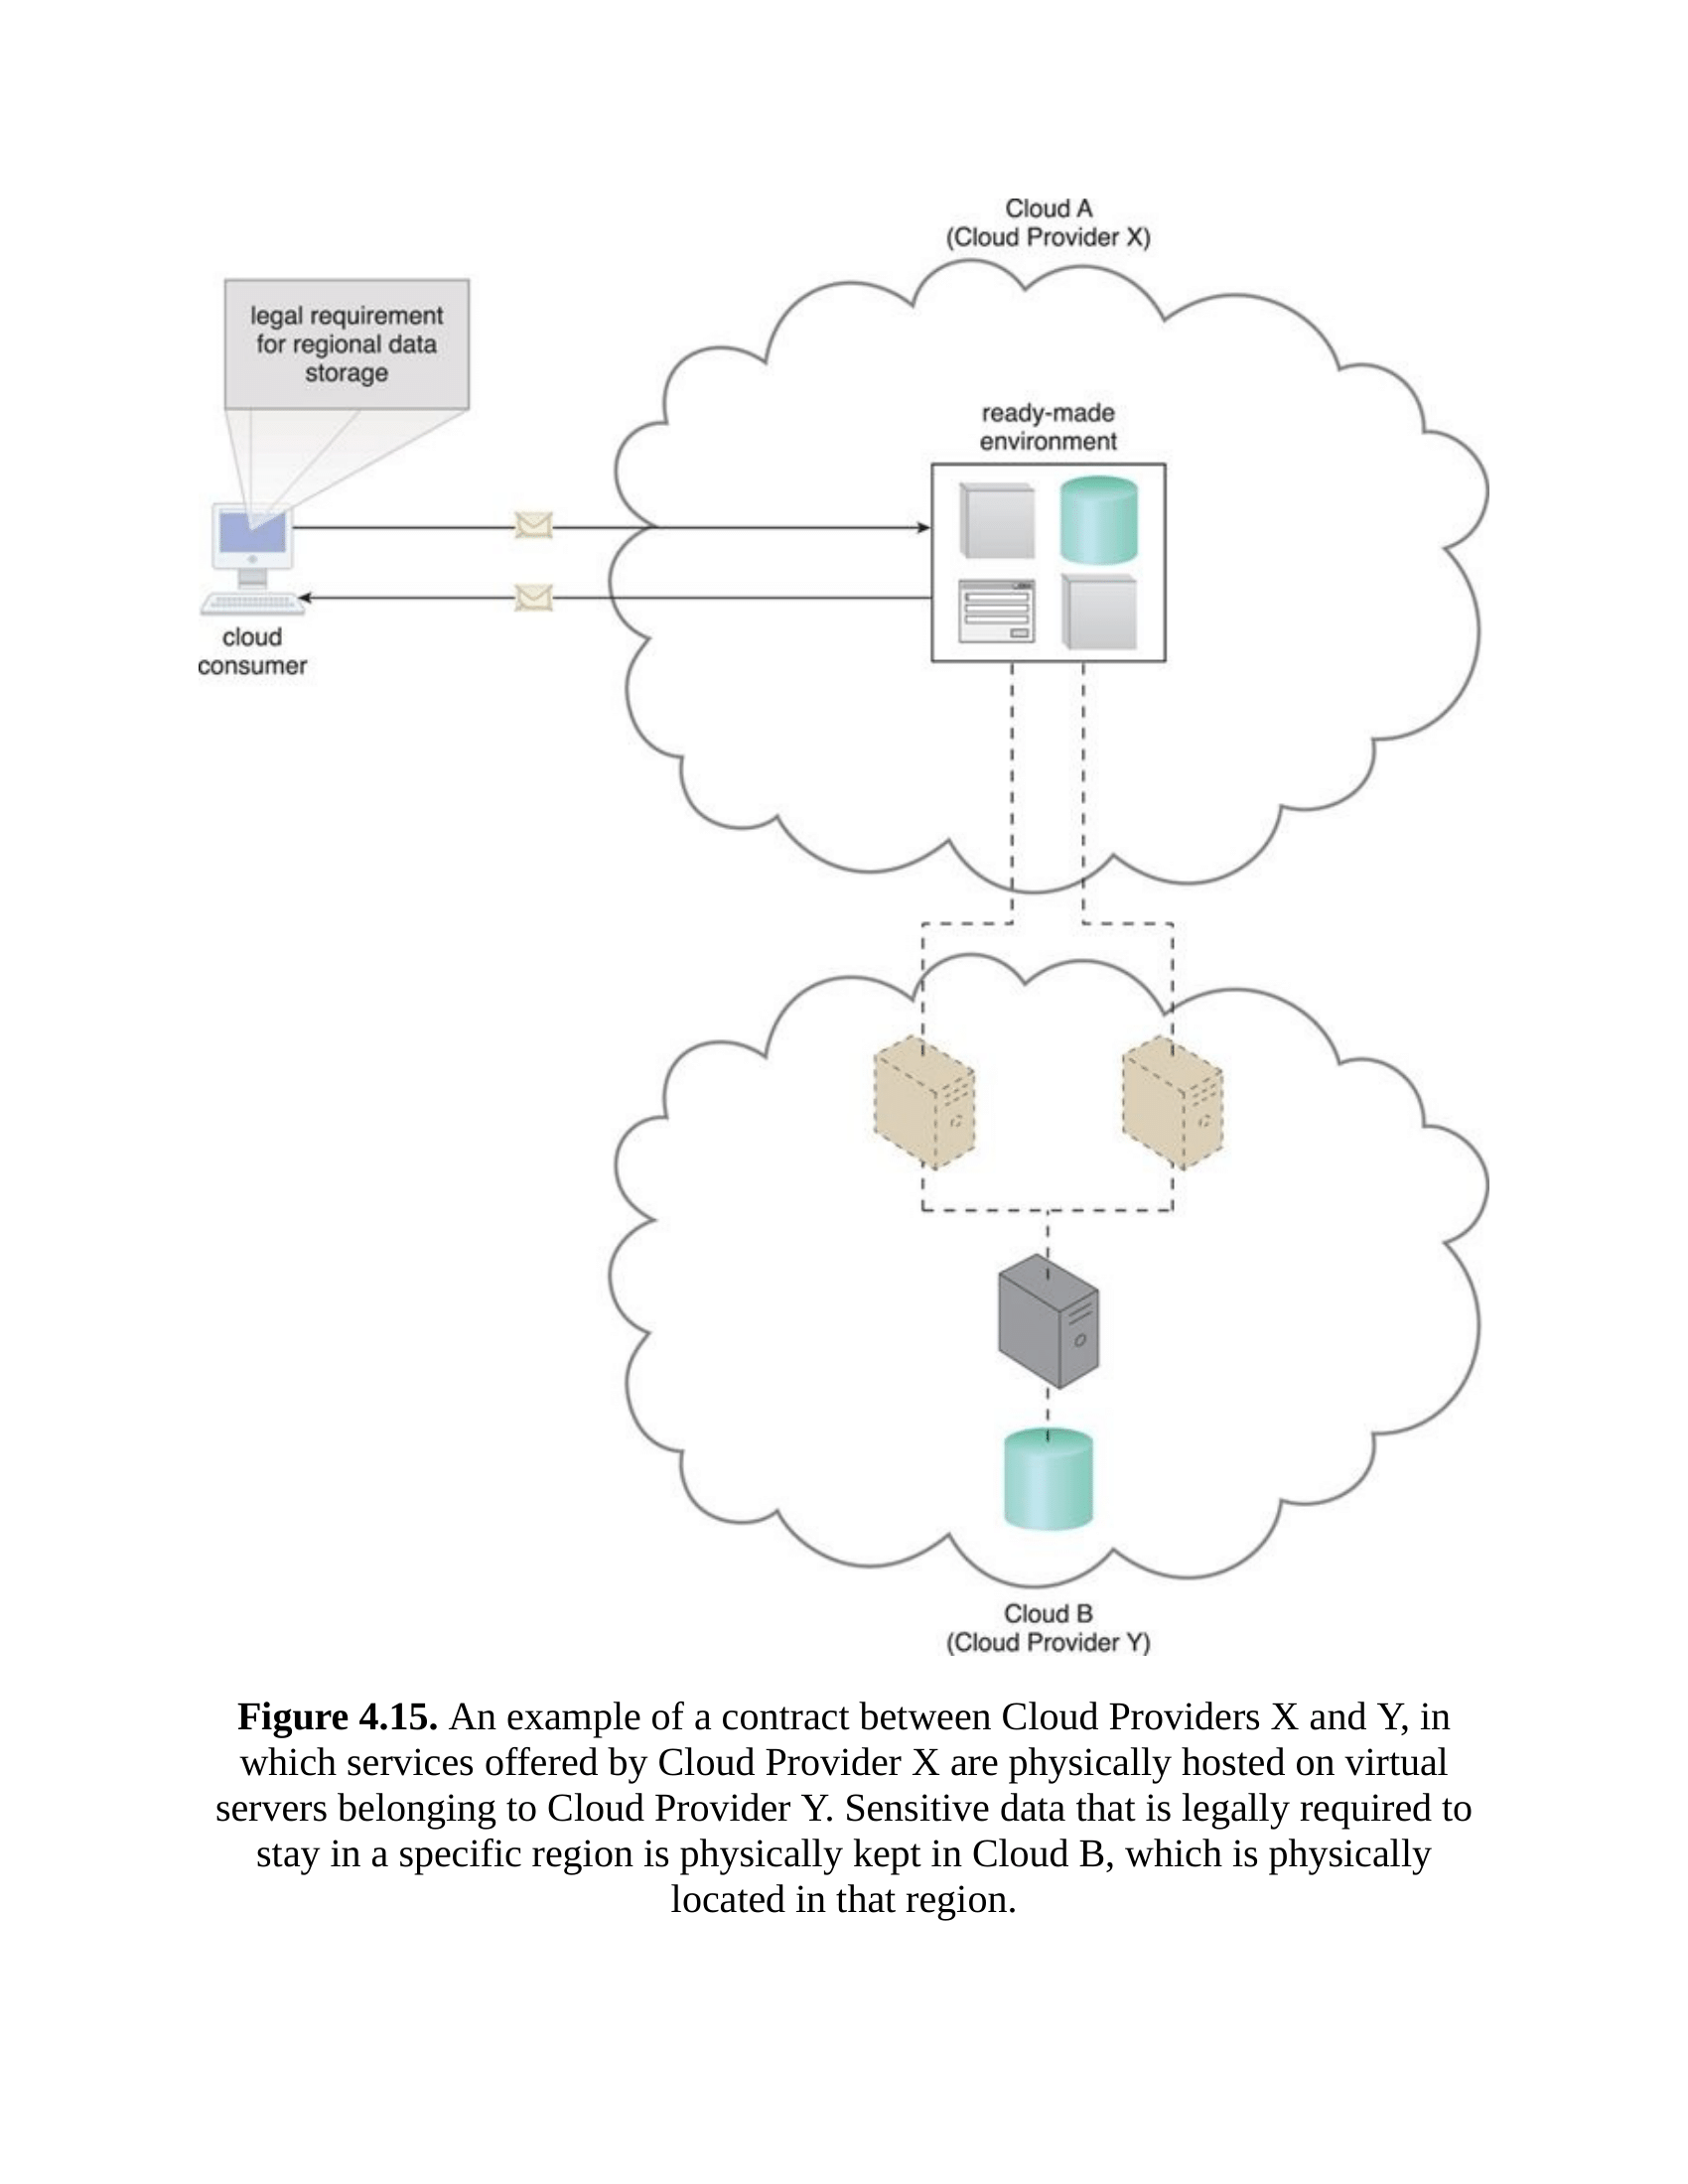 Cloud A
(Cloud Provider X)
legal requirement
for regional data
storage
ready-made
environment
cloud
consumer
Cloud B
(Cloud Provider Y)
Figure 4.15. An example of a contract between Cloud Providers X and Y, in
which services offered by Cloud Provider X are physically hosted on virtual
servers belonging to Cloud Provider Y. Sensitive data that is legally required to
stay in a specific region is physically kept in Cloud B, which is physically
located in that region.